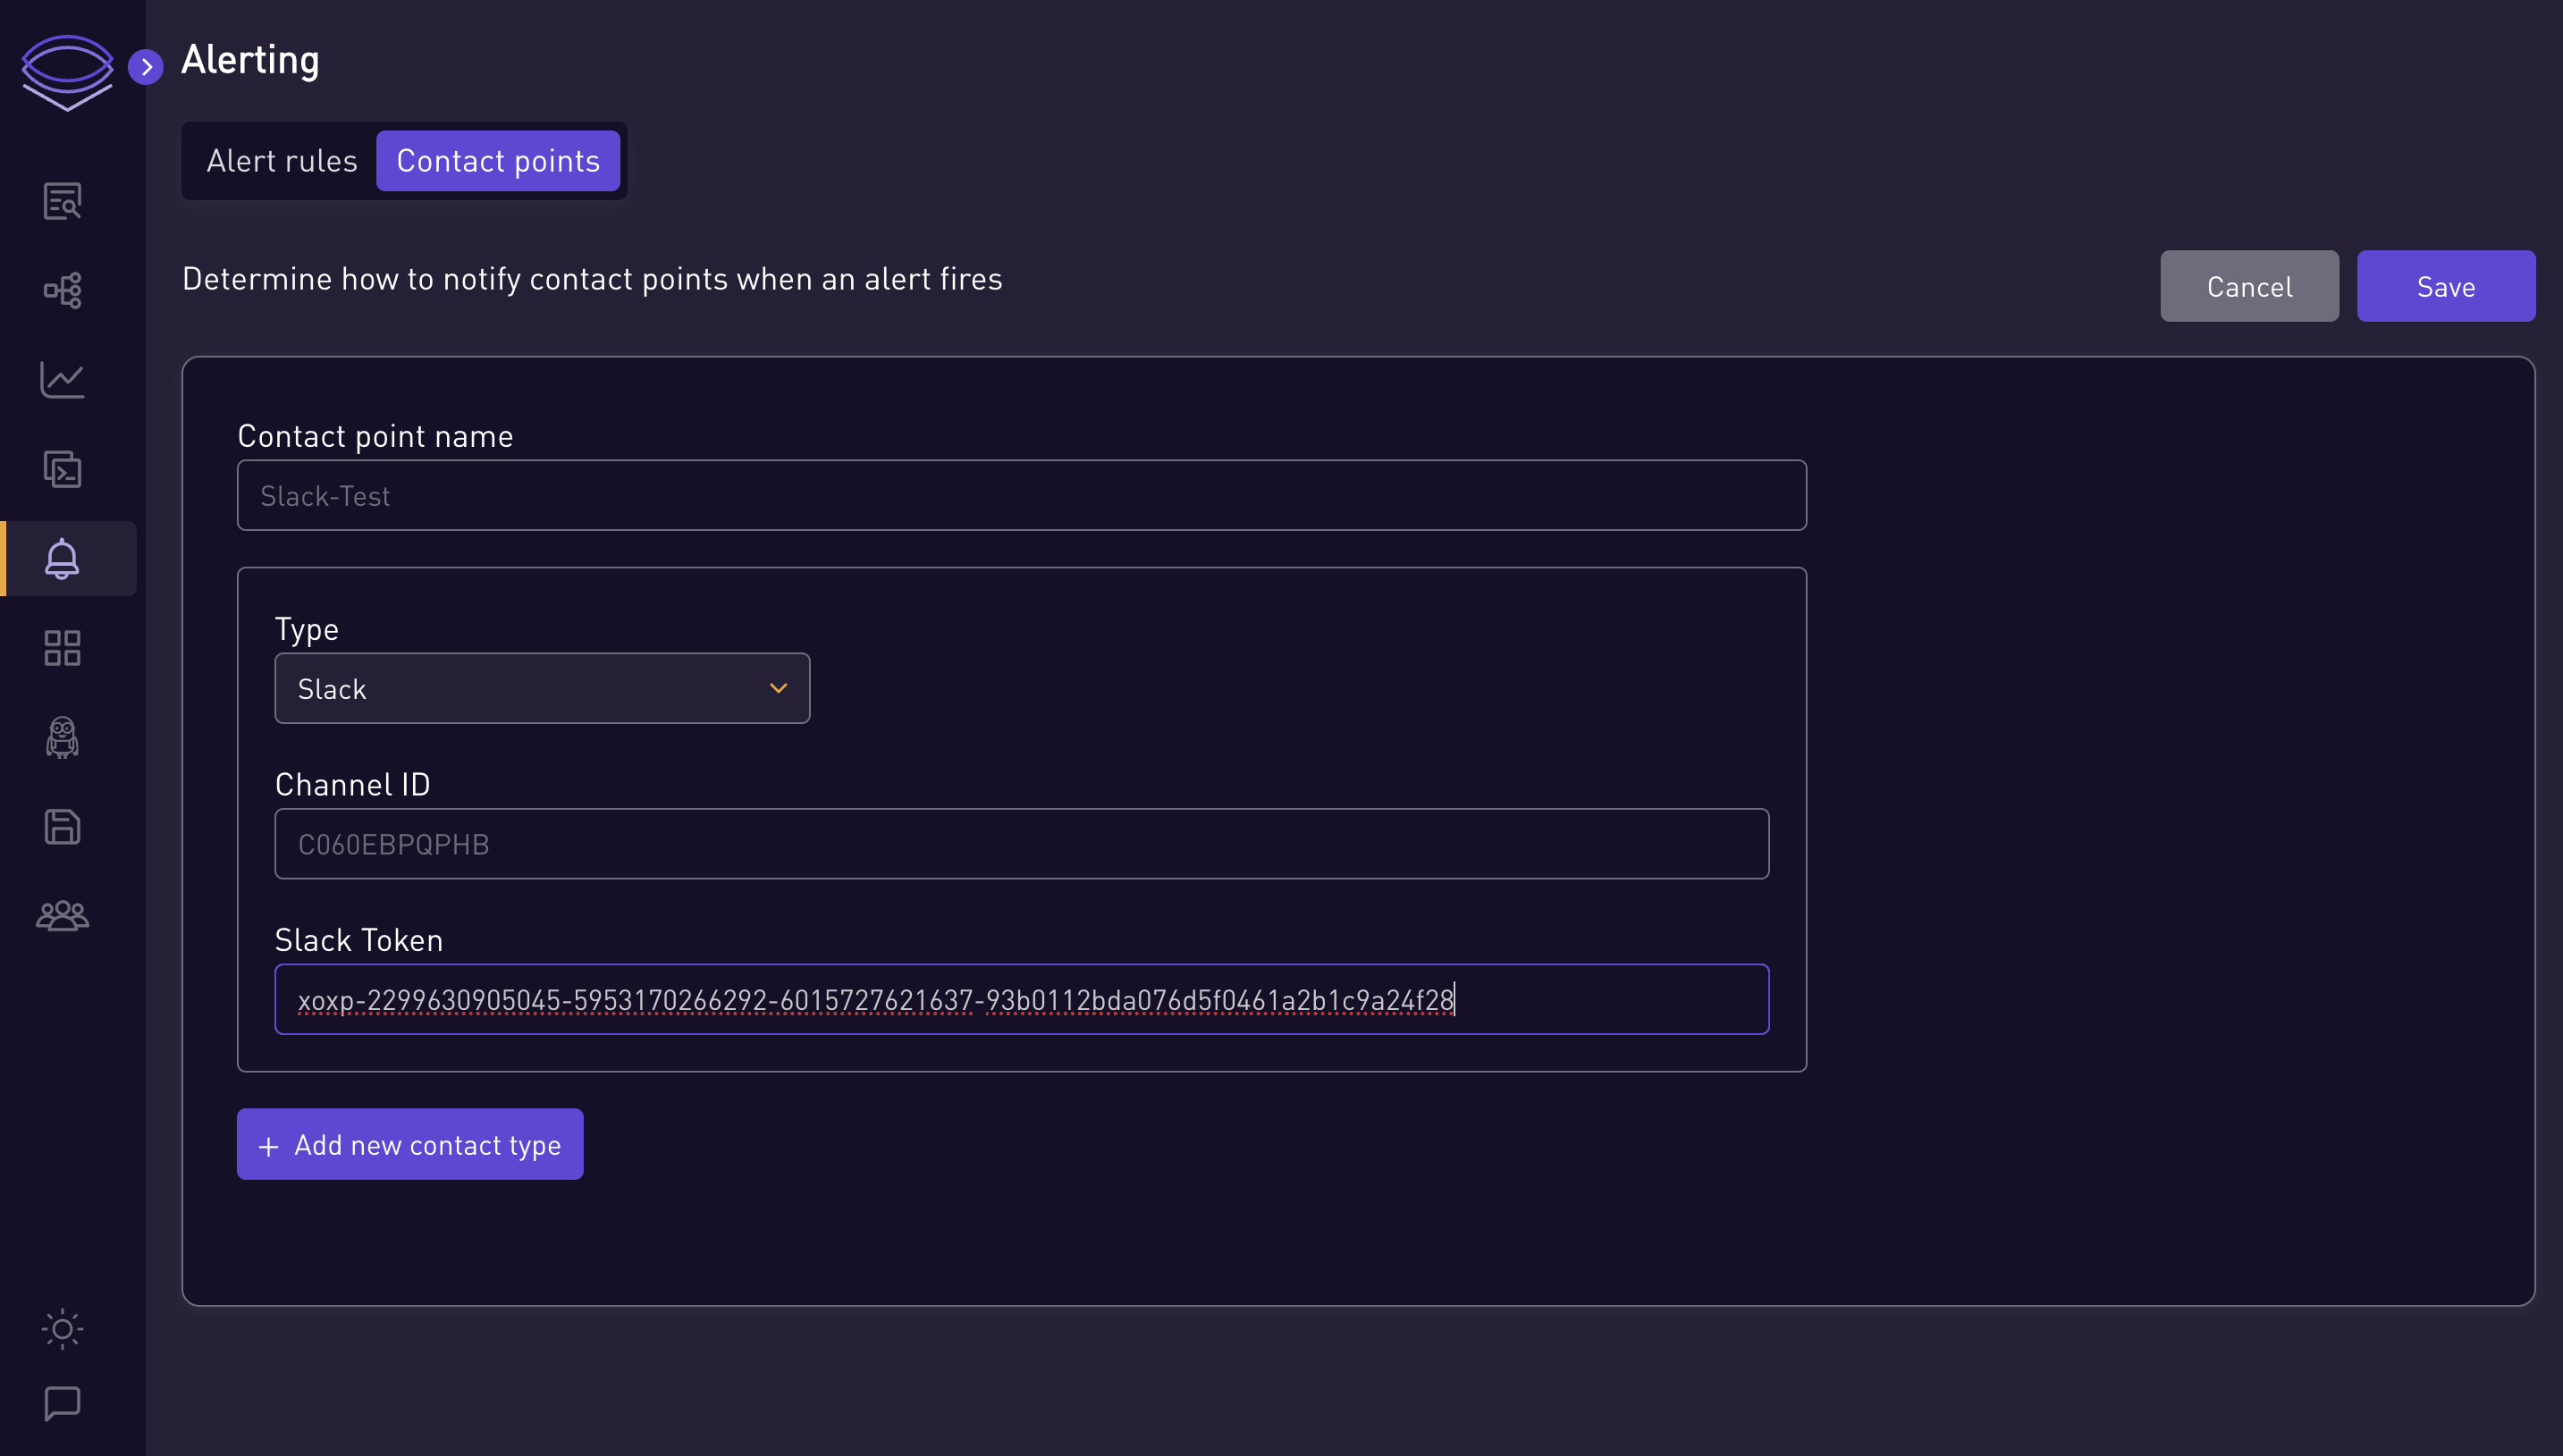 Alerting
Alert rules
Contact points
Determine how to notify contact points when an alert fires
Cancel
Save
Contact point name
Slack-Test
Type
Slack
Channel ID
C060EBPQPHB
Slack Token
xoxp-2299630905045-5953170266292-6015727621637-93b0112bda076d5f0461a2b1c9a24f28
+ Add new contact type